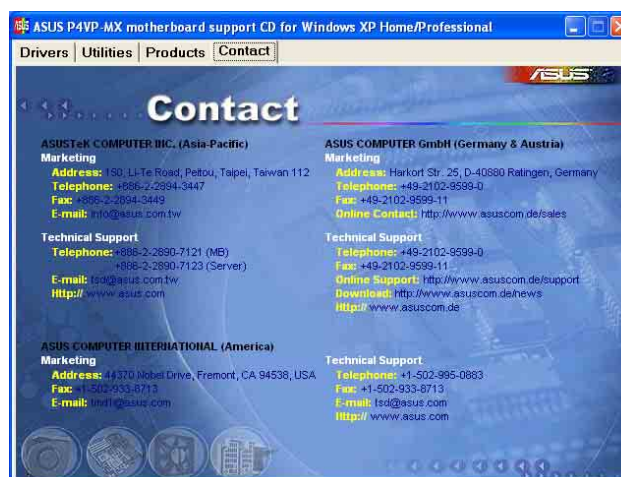 ASUS P4VP-MX motherboard support CD for Windows XP Home/Professional
Drivers Utilities Products Contact
ASUS
Contact
ASUSTeK COMPUTER INC. (Asia-Pacific)
Marketing
Address: 150, Li-Te Road, Peitou, Taipei, Taiwan 112
Telephone: +886-2-2894-3447
Fax: +886-2-2894-3449
E-mail: info@asus.com.tw
Technical Support
Telephone: +886-2-2890-7121 (MB)
+886-2-2890-7123 (Server)
E-mail: tsd@asus.com.tw
Http:// www.asus.com
ASUS COMPUTER GmbH (Germany & Austria)
Marketing
Address: Harkort Str. 25, D-40880 Ratingen, Germany
Telephone: +49-2102-9599-0
Fax: +49-2102-9599-11
Online Contact: http://www.asuscom.de/sales
Technical Support
Telephone: +49-2102-9599-0
Fax: +49-2102-9599-11
Online Support: http://www.asuscom.de/support
Download: http://www.asuscom.de/news
Http:// www.asuscom.de
ASUS COMPUTER INTERNATIONAL (America)
Marketing
Address: 44370 Nobel Drive, Fremont, CA 94538, USA
Fax: +1-502-933-8713
E-mail: tmd1@asus.com
Technical Support
Telephone: +1-502-995-0883
Fax: +1-502-933-8713
E-mail: tsd@asus.com
Http:// www.asus.com